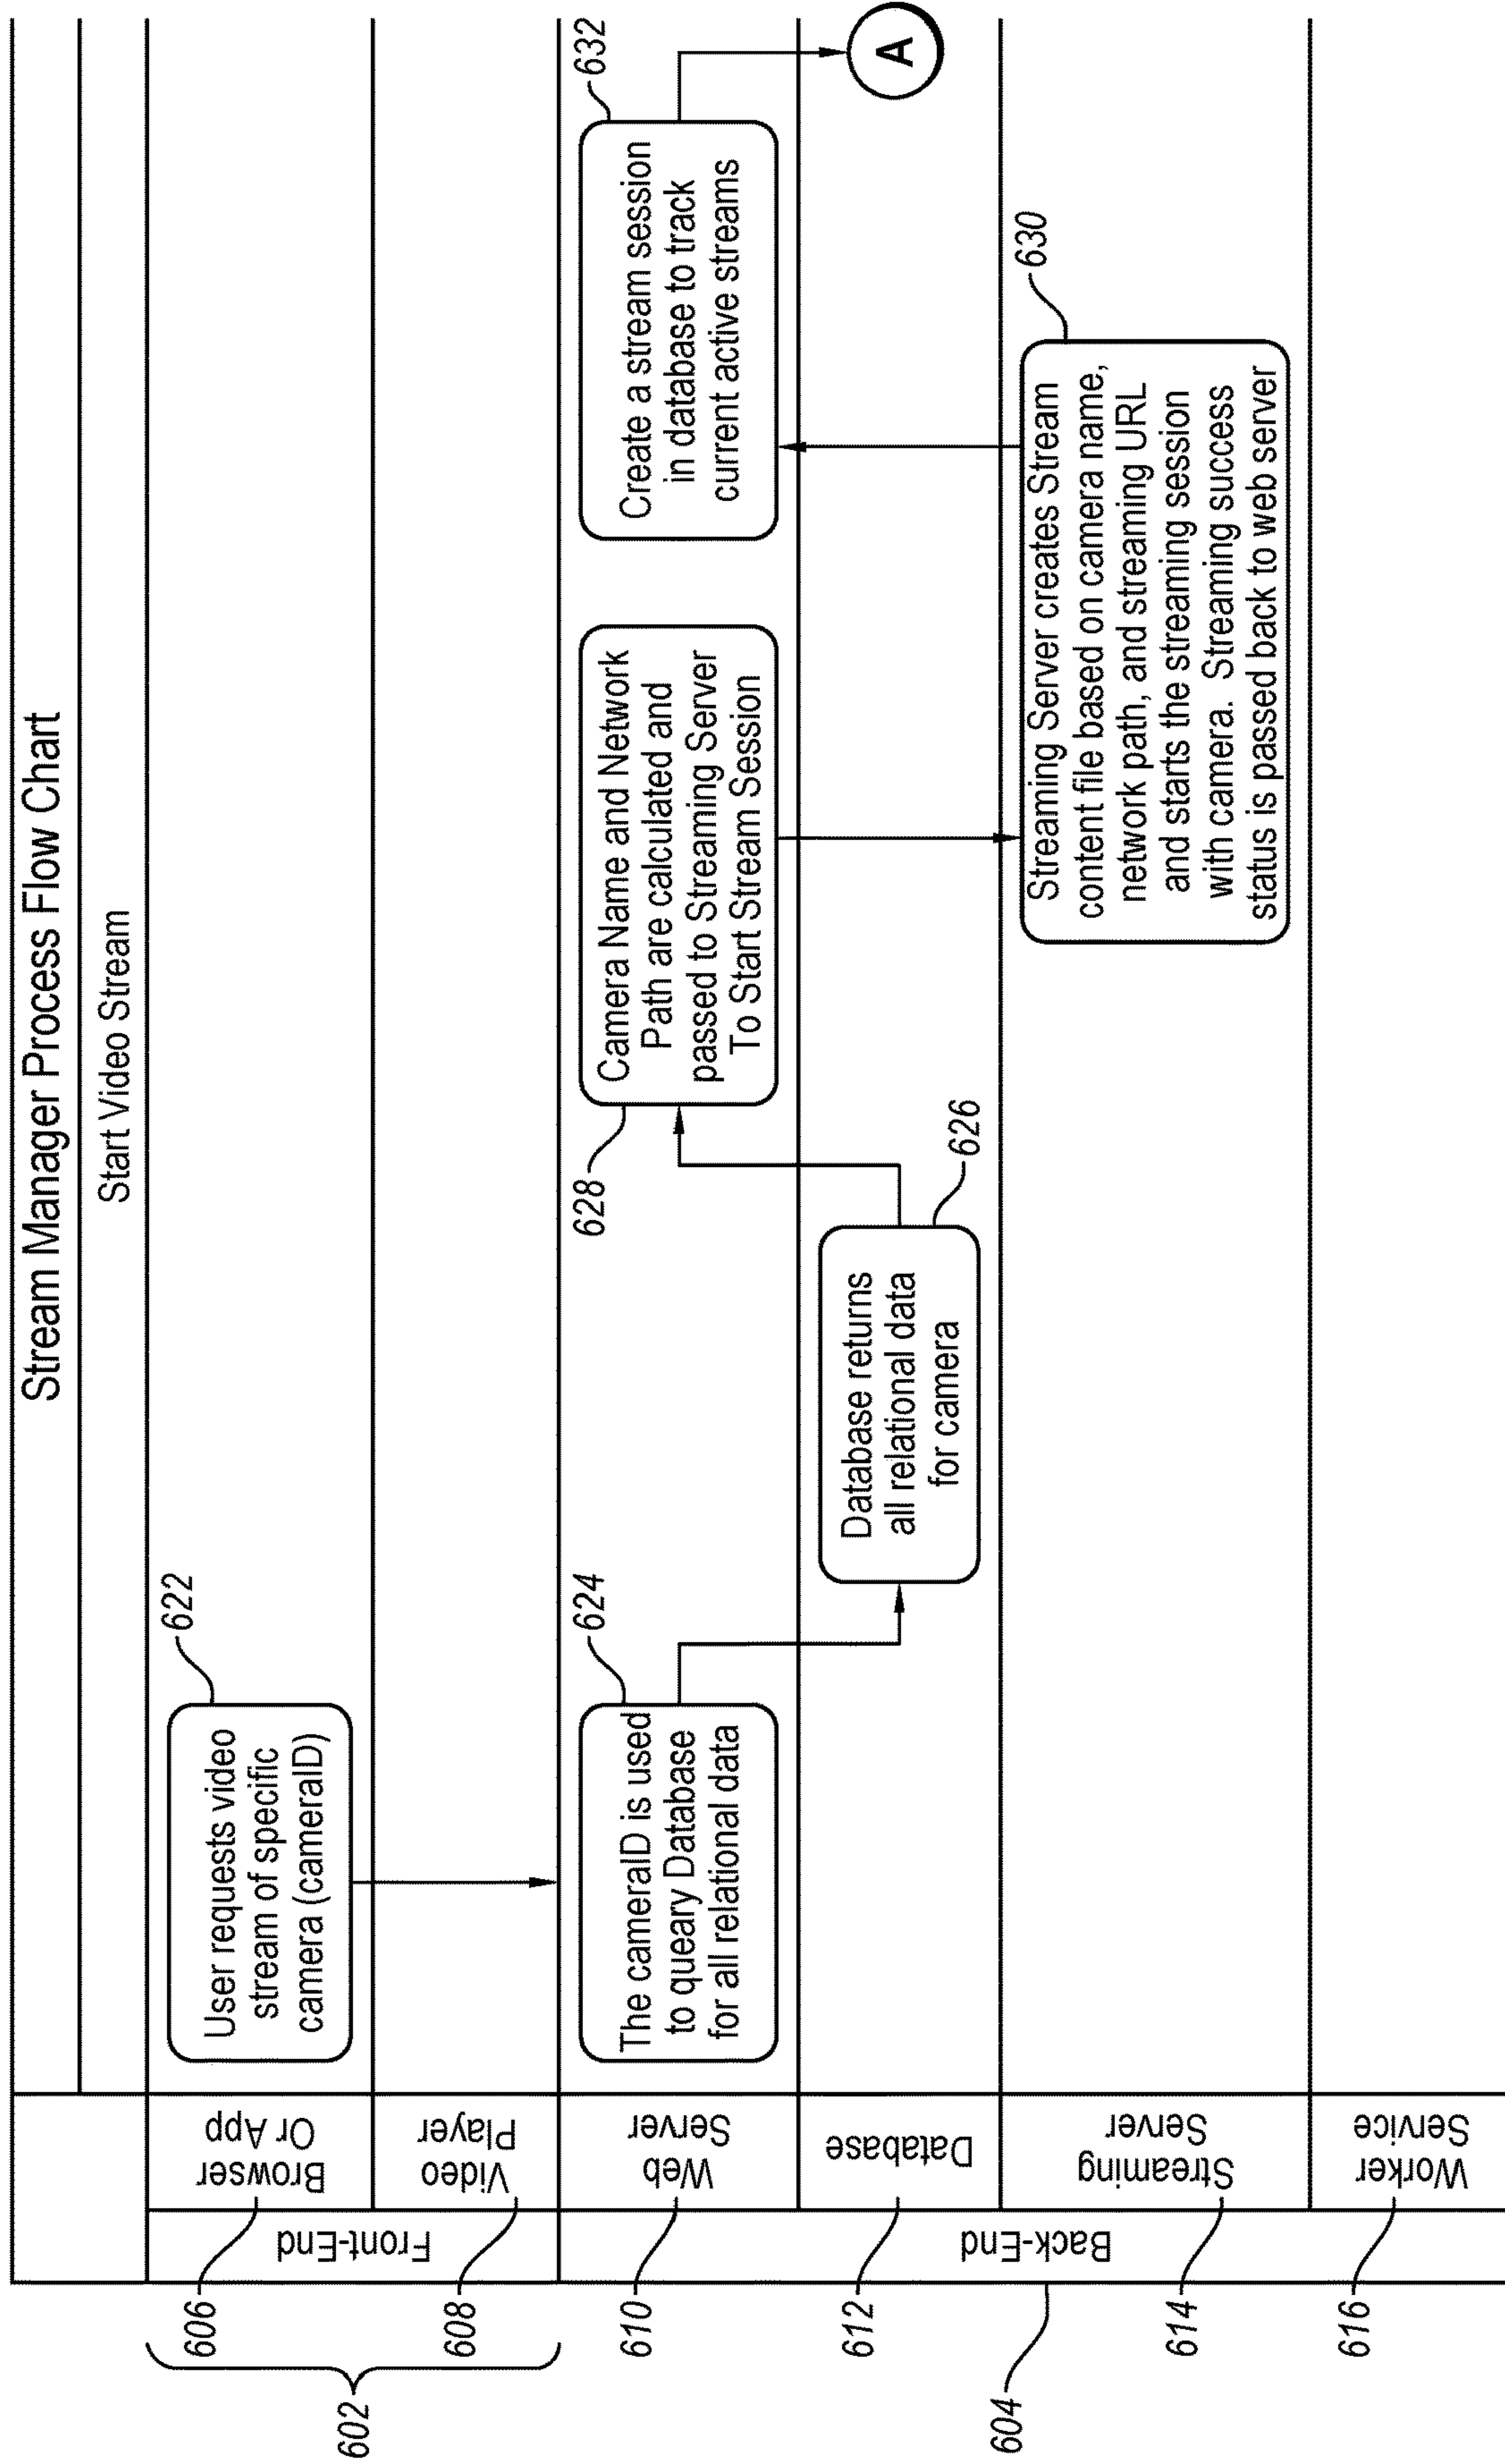 Stream Manager Process Flow Chart
Start Video Stream
602
Front-End
606
Browser
Or App
622
User requests video
stream of specific
camera (cameraID)
608
Video
Player
604
Back-End
610
Web
Server
624
The cameraID is used
to queary Database
for all relational data
628
Camera Name and Network
Path are calculated and
passed to Streaming Server
To Start Stream Session
632
Create a stream session
in database to track
current active streams
612
Database
626
Database returns
all relational data
for camera
A
614
Streaming
Server
630
Streaming Server creates Stream
content file based on camera name,
network path, and streaming URL
and starts the streaming session
with camera. Streaming success
status is passed back to web server
616
Worker
Service